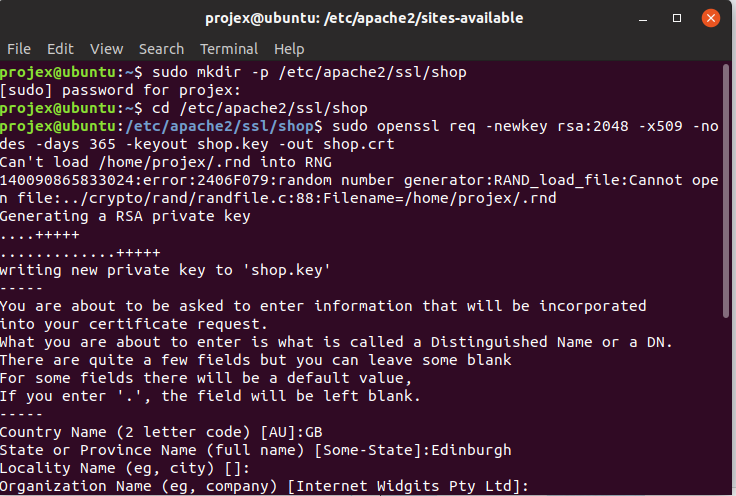 projex@ubuntu: /etc/apache2/sites-available
File Edit View Search Terminal Help
projex@ubuntu:~$ sudo mkdir -p /etc/apache2/ssl/shop
[sudo] password for projex:
projex@ubuntu:~$ cd /etc/apache2/ssl/shop
projex@ubuntu:/etc/apache2/ssl/shop$ sudo openssl req -newkey rsa:2048 -x509 -no
des -days 365 -keyout shop.key -out shop.crt
Can't load /home/projex/.rnd into RNG
140090865833024:error:2406F079:random number generator:RAND_load_file:Cannot ope
n file:../crypto/rand/randfile.c:88:Filename=/home/projex/.rnd
Generating a RSA private key
....+++++
.............+++++
writing new private key to 'shop.key'
-----
You are about to be asked to enter information that will be incorporated
into your certificate request.
What you are about to enter is what is called a Distinguished Name or a DN.
There are quite a few fields but you can leave some blank
For some fields there will be a default value,
If you enter '.', the field will be left blank.
-----
Country Name (2 letter code) [AU]:GB
State or Province Name (full name) [Some-State]:Edinburgh
Locality Name (eg, city) []:
Organization Name (eg, company) [Internet Widgits Pty Ltd]: